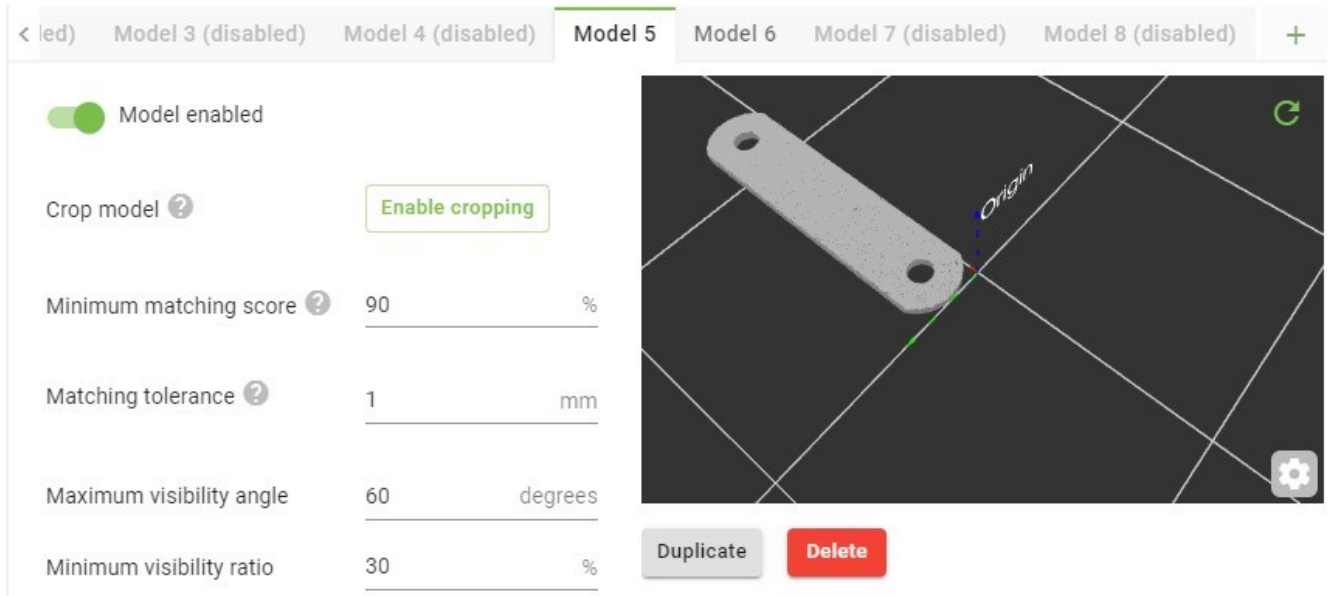 led) Model 3 (disabled) Model 4 (disabled) Model 5 Model 6 Model 7 (disabled) Model 8 (disabled) +
Model enabled
Crop model ? Enable cropping
Origin
Minimum matching score ? 90 %
Matching tolerance ? 1 mm
Maximum visibility angle 60 degrees
Minimum visibility ratio 30 %
Duplicate Delete